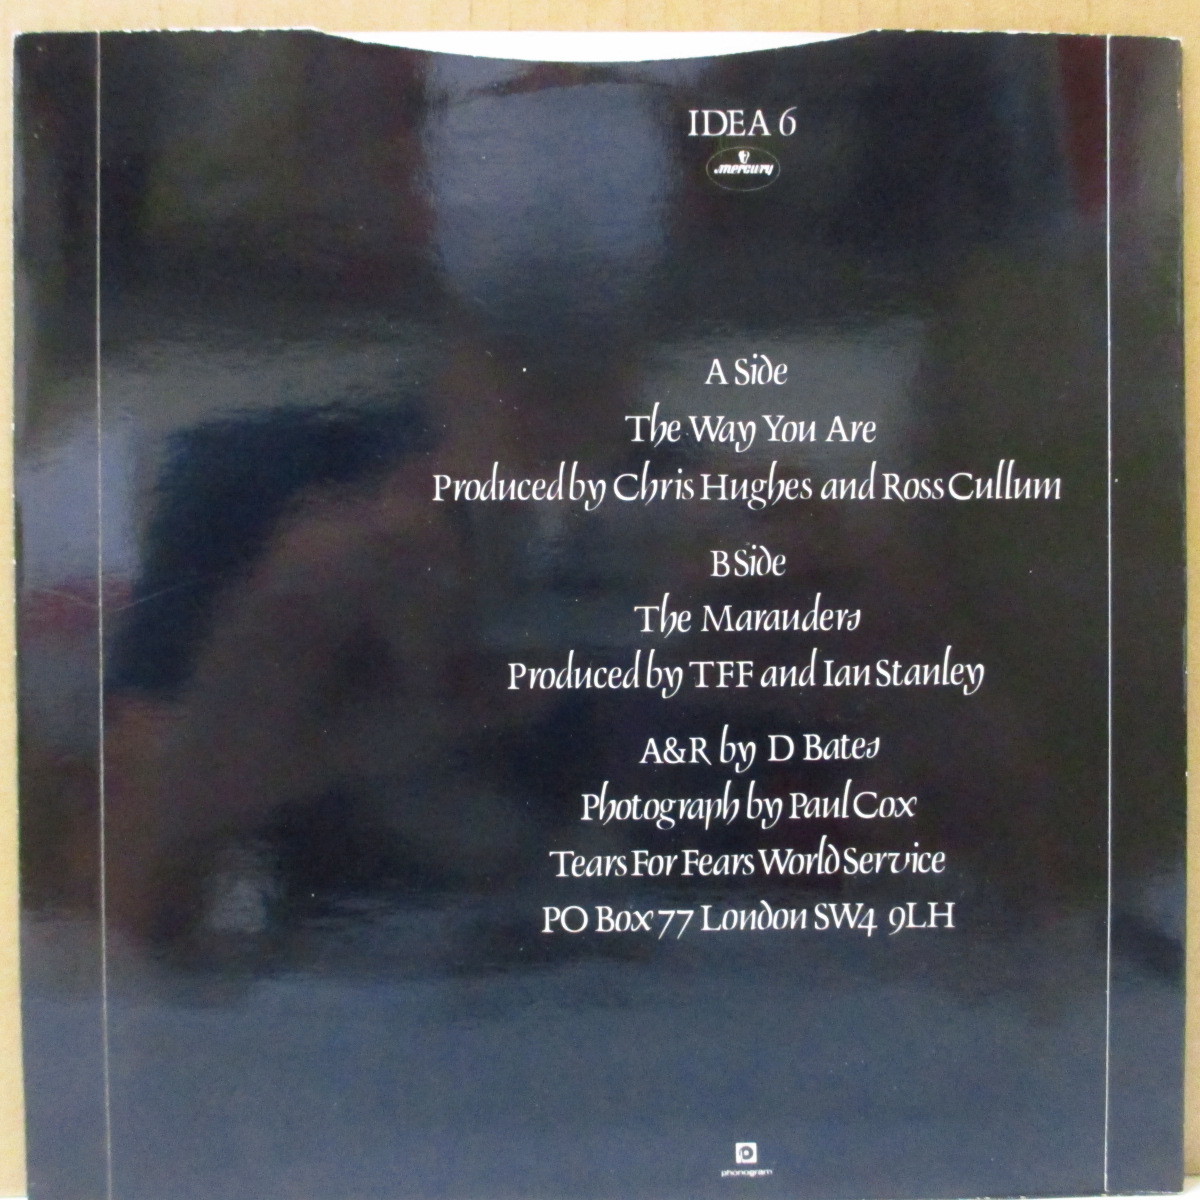 IDEA 6
mercury
A Side
The Way You Are
Produced by Chris Hughes and Ross Cullum
B Side
The Marauders
Produced by TFF and Ian Stanley
A&R by D Bates
Photograph by Paul Cox
Tears For Fears World Service
PO Box 77 London SW4 9LH
phonogram